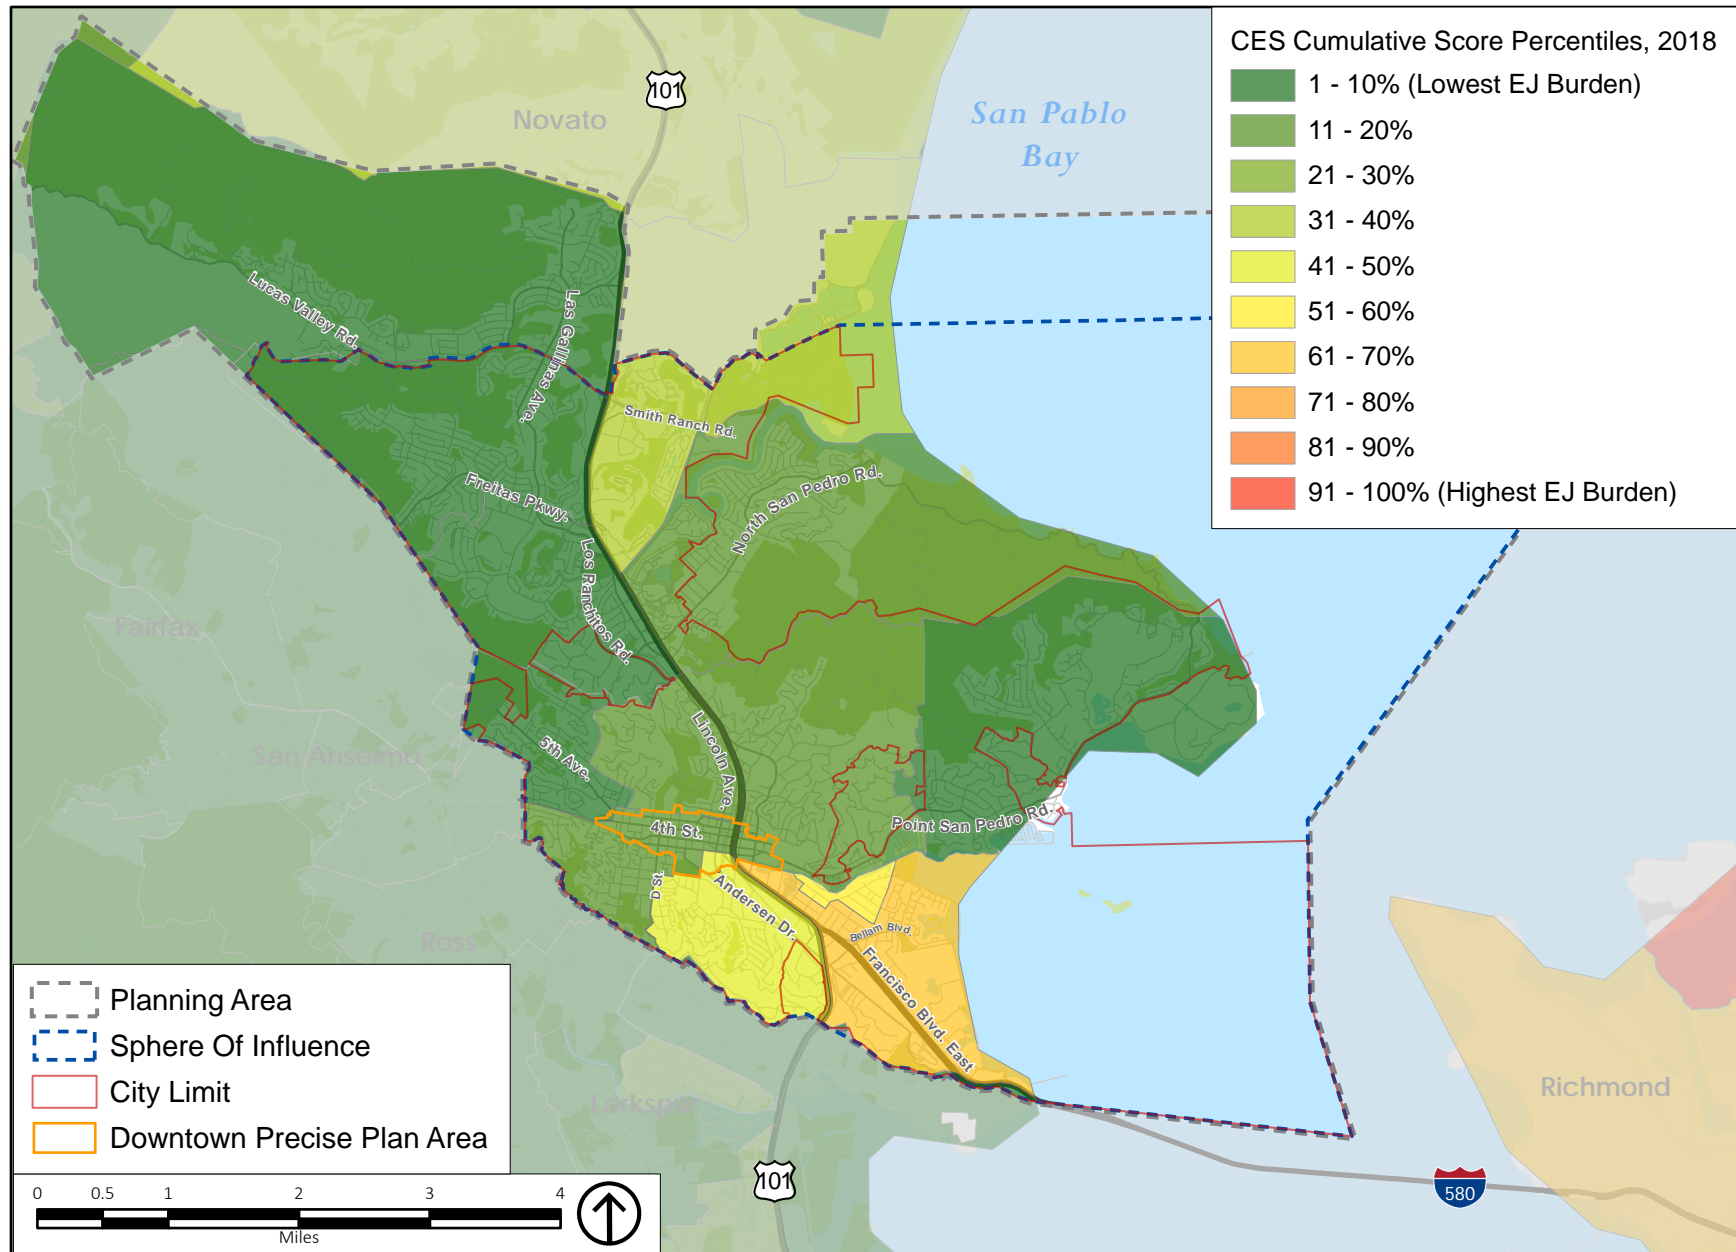 CES Cumulative Score Percentiles, 2018
1 - 10% (Lowest EJ Burden)
11 - 20%
21 - 30%
31 - 40%
41 - 50%
51 - 60%
61 - 70%
71 - 80%
81 - 90%
91 - 100% (Highest EJ Burden)
101
Novato
San Pablo
Bay
Lucas Valley Rd.
Las Gallinas Ave.
Smith Ranch Rd.
Freitas Pkwy.
North San Pedro Rd.
Los Ranchitos Rd.
Fairfax
San Anselmo
5th Ave.
Lincoln Ave.
4th St.
Point San Pedro Rd.
D St.
Andersen Dr.
Bellam Blvd.
Francisco Blvd. East
Ross
Larkspur
Richmond
101
580
Planning Area
Sphere Of Influence
City Limit
Downtown Precise Plan Area
0 0.5 1 2 3 4
Miles